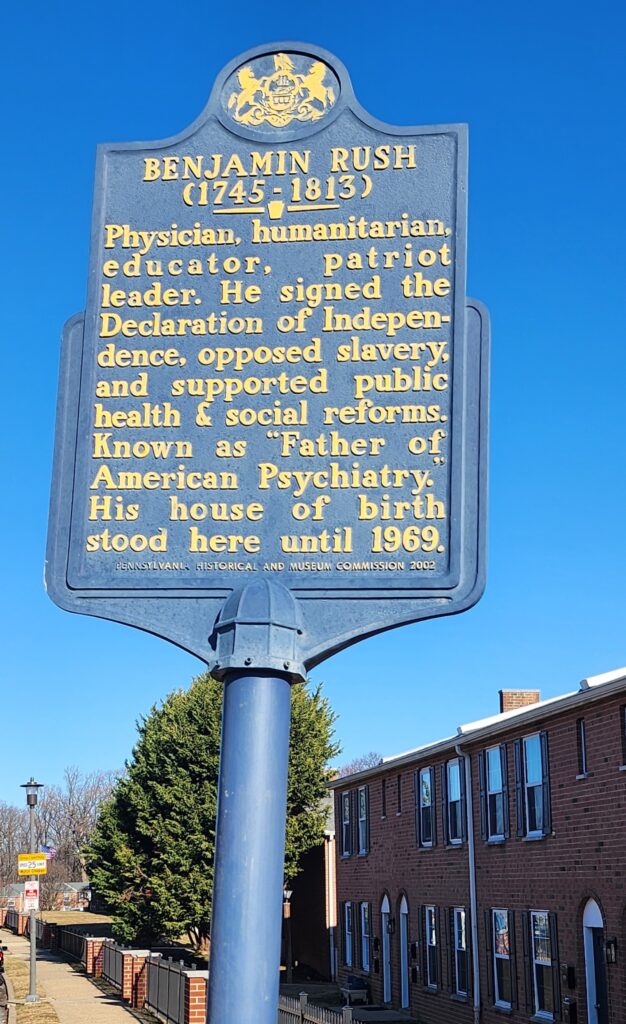 BENJAMIN RUSH
(1745-1813)
Physician, humanitarian,
educator, patriot
leader. He signed the
Declaration of Indepen-
dence, opposed slavery,
and supported public
health & social reforms.
Known as "Father of
American Psychiatry."
His house of birth
stood here until 1969.
PENNSYLVANIA HISTORICAL AND MUSEUM COMMISSION 2002
25